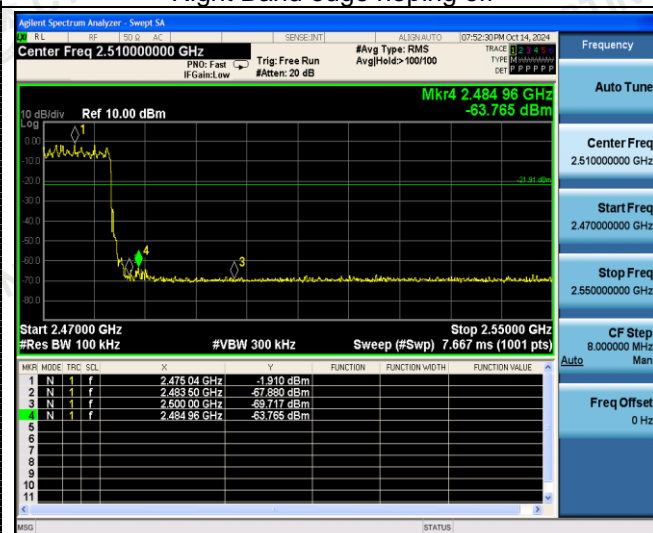 Right Band edge hoping off
Agilent Spectrum Analyzer - Swept SA
RL RF 50 Ω AC SENSE:INT ALIGN AUTO 07:52:30 PM Oct 14, 2024
Center Freq 2.510000000 GHz
PNO: Fast
IFGain:Low
Trig: Free Run
#Atten: 20 dB
#Avg Type: RMS
Avg|Hold:> 100/100
TRACE 1 2 3 4 5 6
TYPE M
DET P P P P P P
Mkr4 2.484 96 GHz
-63.765 dBm
10 dB/div Ref 10.00 dBm
Log
1
0.00
-10.0
-20.0
-21.91 dBm
-30.0
-40.0
-50.0
4
-60.0
3
-70.0
-80.0
Start 2.47000 GHz
Stop 2.55000 GHz
#Res BW 100 kHz #VBW 300 kHz Sweep (#Swp) 7.667 ms (1001 pts)
MKR MODE TRC SCL X Y FUNCTION FUNCTION WIDTH FUNCTION VALUE
1 N 1 f 2.475 04 GHz -1.910 dBm
2 N 1 f 2.483 50 GHz -67.880 dBm
3 N 1 f 2.500 00 GHz -69.717 dBm
4 N 1 f 2.484 96 GHz -63.765 dBm
5
6
7
8
9
10
11
MSG STATUS
Frequency
Auto Tune
Center Freq
2.510000000 GHz
Start Freq
2.470000000 GHz
Stop Freq
2.550000000 GHz
CF Step
8.000000 MHz
Auto Man
Freq Offset
0 Hz